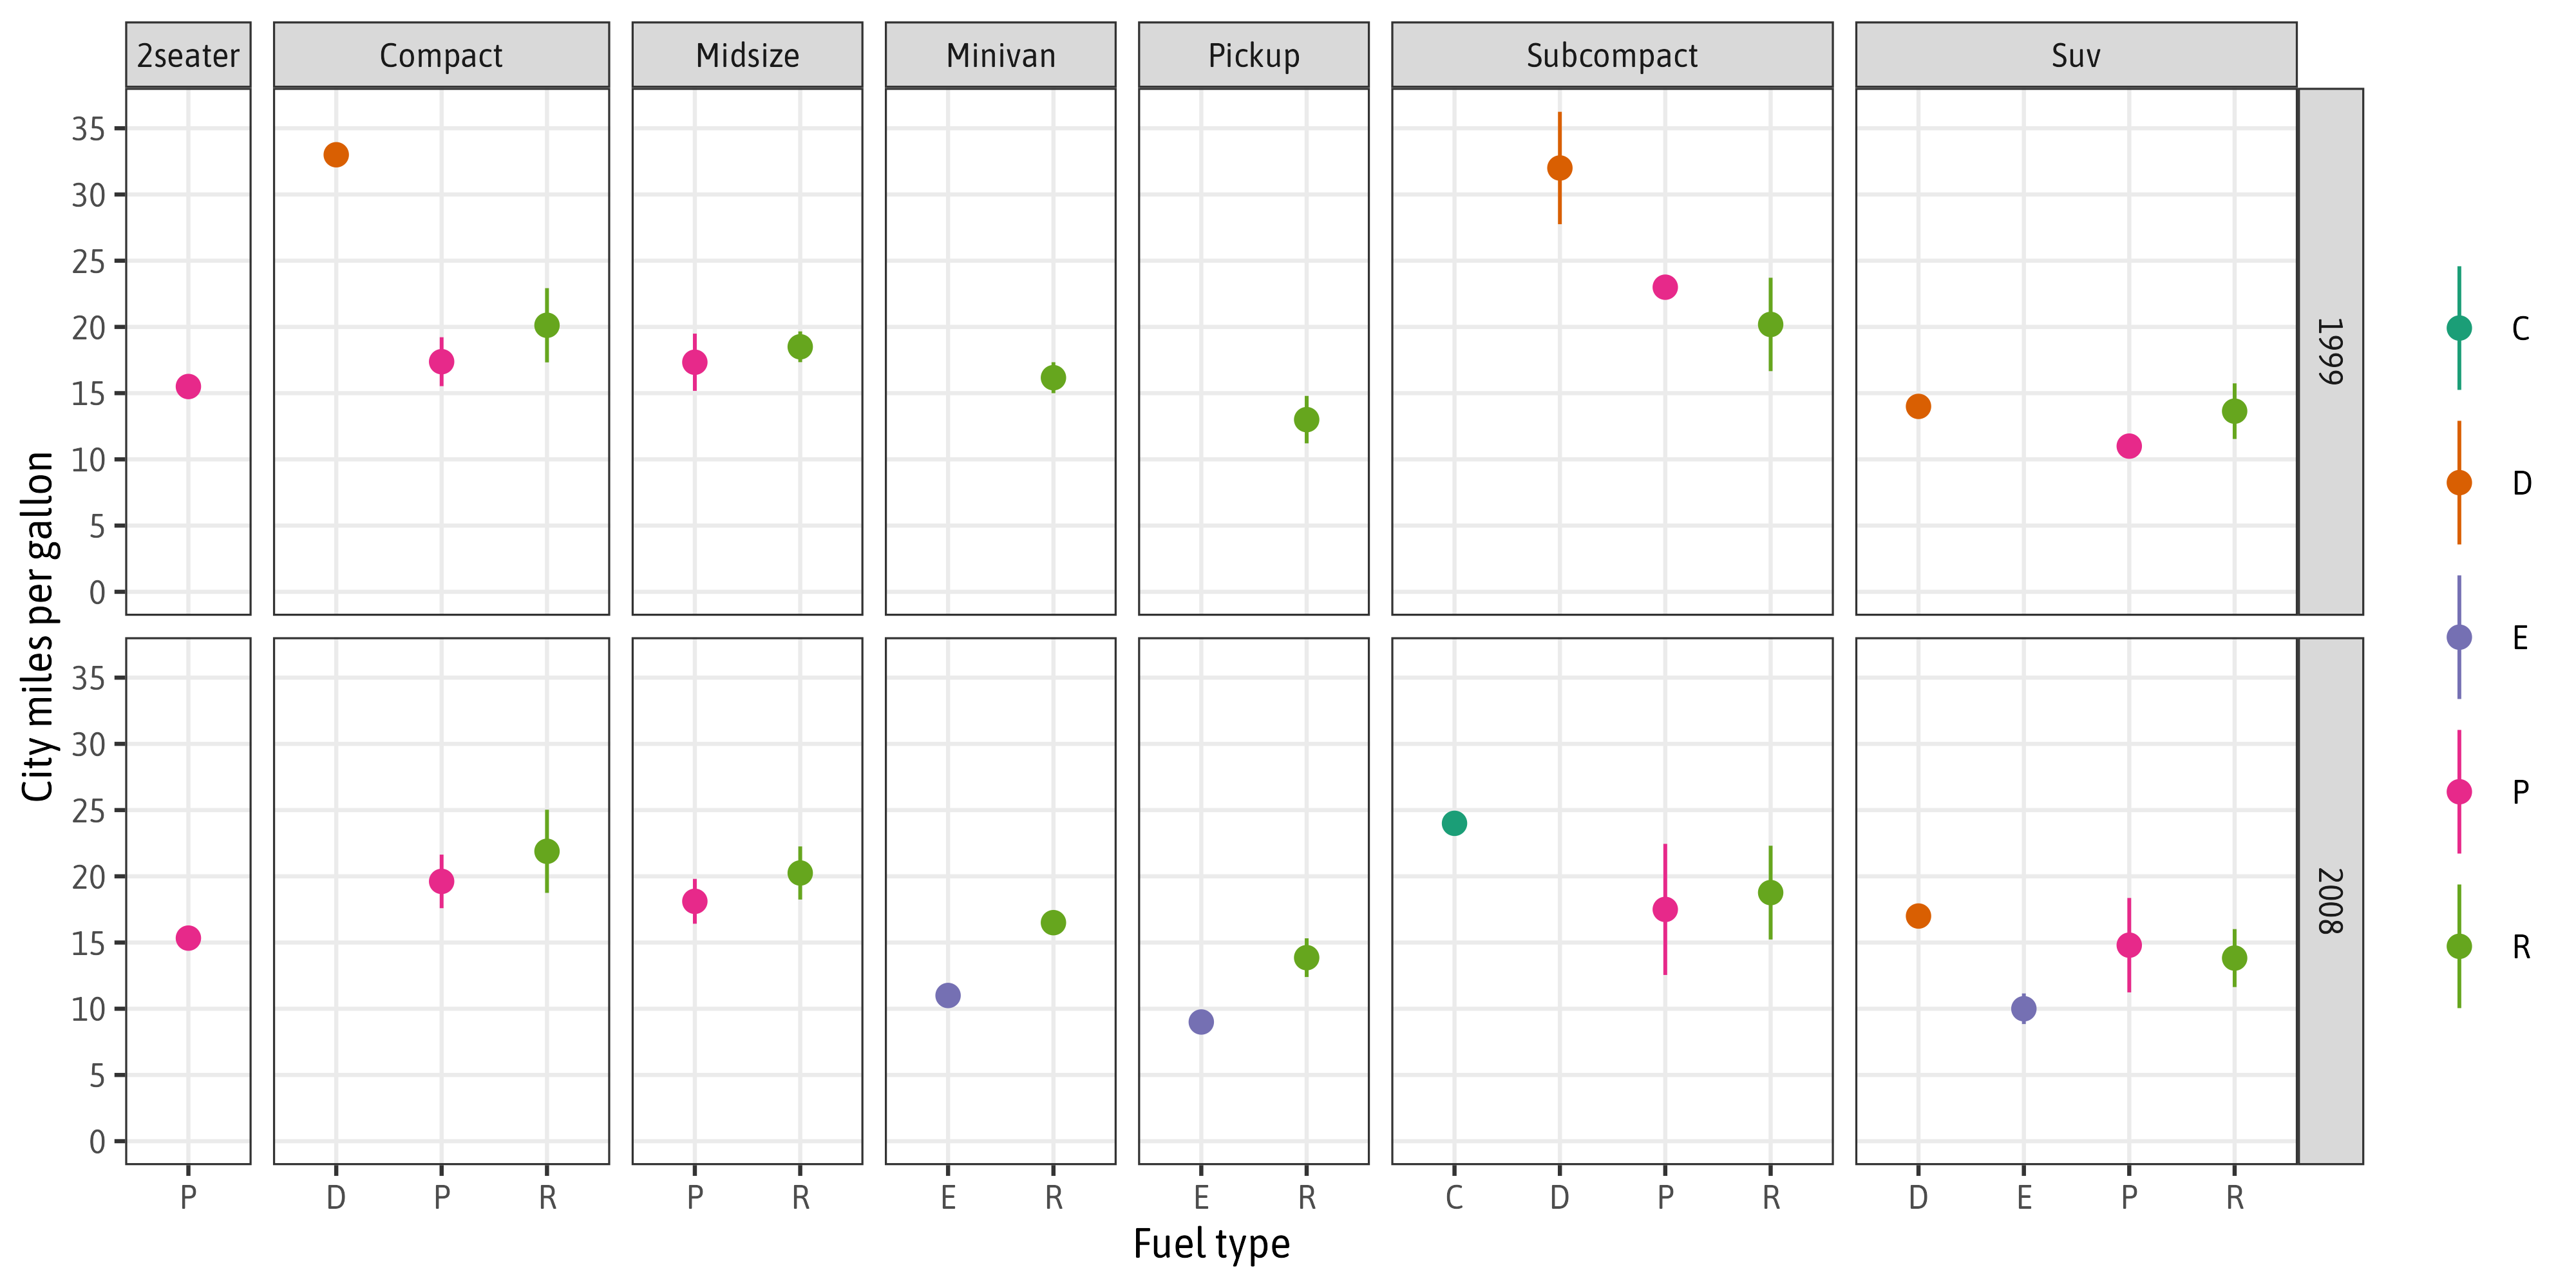 2seater Compact Midsize Minivan Pickup Subcompact Suv
35
30
25
20
15
10
5
0
1999
35
30
25
20
15
10
5
0
2008
P D P R P R E R E R C D P R D E P R
Fuel type
City miles per gallon
C
D
E
P
R